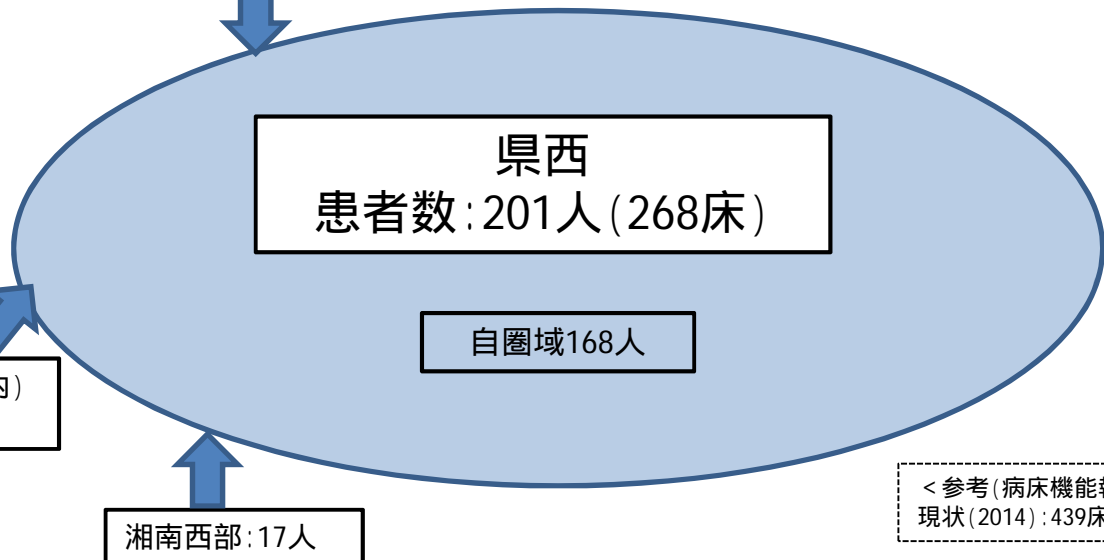 県西
患者数:201人(268床)
自圏域168人
内)
湘南西部:17人
<参考(病床機能
現状(2014):439床